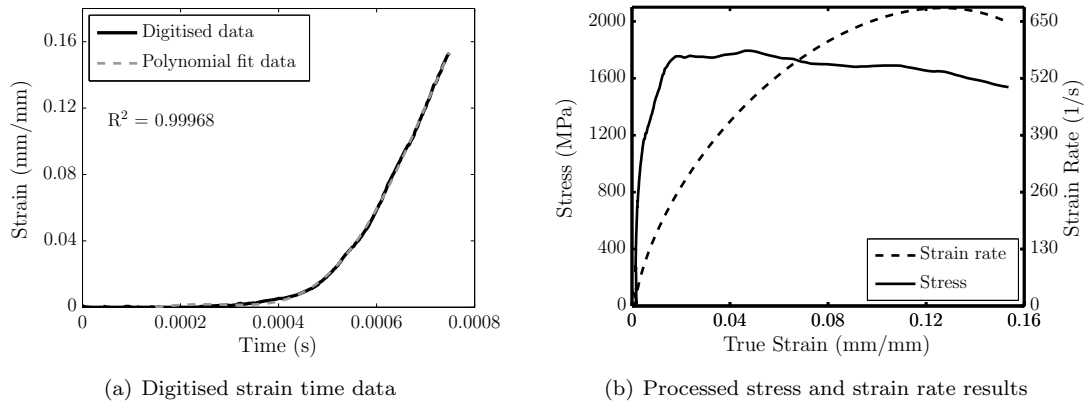 0.16
0.12
0.08
0.04
0
Strain (mm/mm)
Digitised data
Polynomial fit data
R² = 0.99968
0 0.0002 0.0004 0.0006 0.0008
Time (s)
(a) Digitised strain time data
2000
1600
1200
800
400
0
Stress (MPa)
650
520
390
260
130
0
Strain Rate (1/s)
Strain rate
Stress
0 0.04 0.08 0.12 0.16
True Strain (mm/mm)
(b) Processed stress and strain rate results